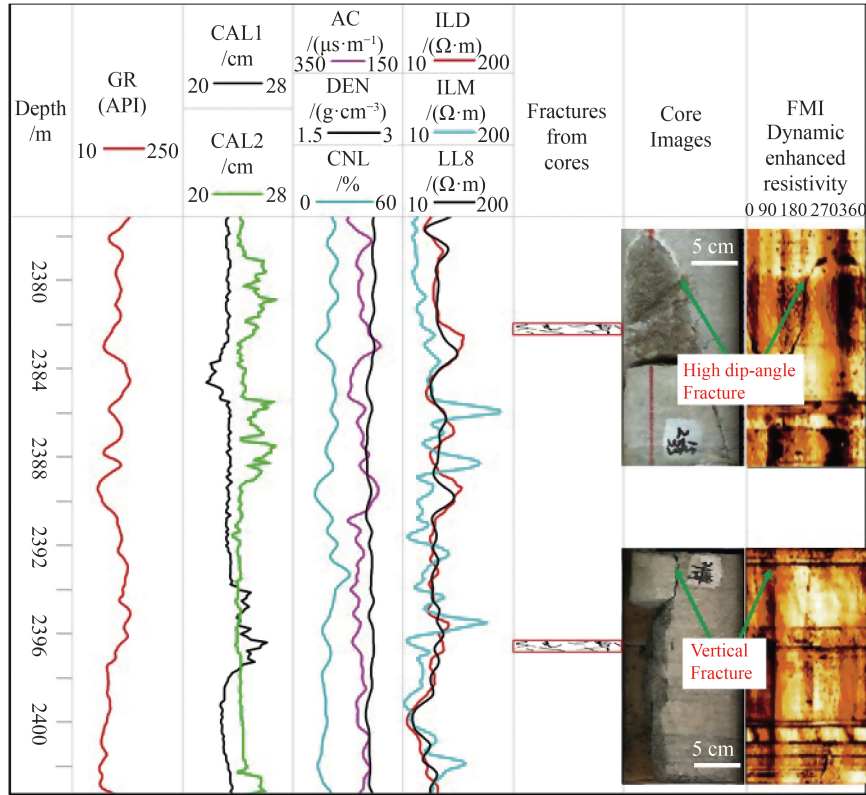 Depth
/m
GR
(API)
10 250
CAL1
/cm
20 28
CAL2
/cm
20 28
AC
/(μs·m⁻¹)
350 150
DEN
/(g·cm⁻³)
1.5 3
CNL
/%
0 60
ILD
/(Ω·m)
10 200
ILM
/(Ω·m)
10 200
LL8
/(Ω·m)
10 200
Fractures
from
cores
Core
Images
FMI
Dynamic
enhanced
resistivity
0 90 180 270 360
2380
2384
2388
2392
2396
2400
5 cm
High dip-angle
Fracture
Vertical
Fracture
5 cm